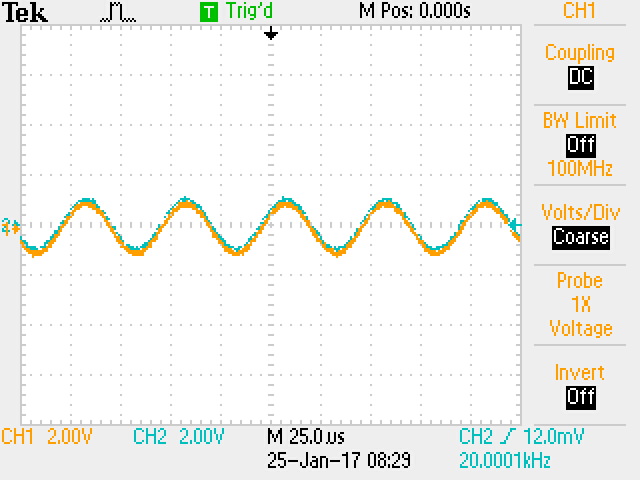 Tek
T Trig'd
M Pos: 0.000s
CH1
Coupling
DC
BW Limit
Off
100MHz
Volts/Div
Coarse
Probe
1X
Voltage
Invert
Off
CH1 2.00V
CH2 2.00V
M 25.0µs
CH2
12.0mV
25-Jan-17 08:29
20.0001kHz